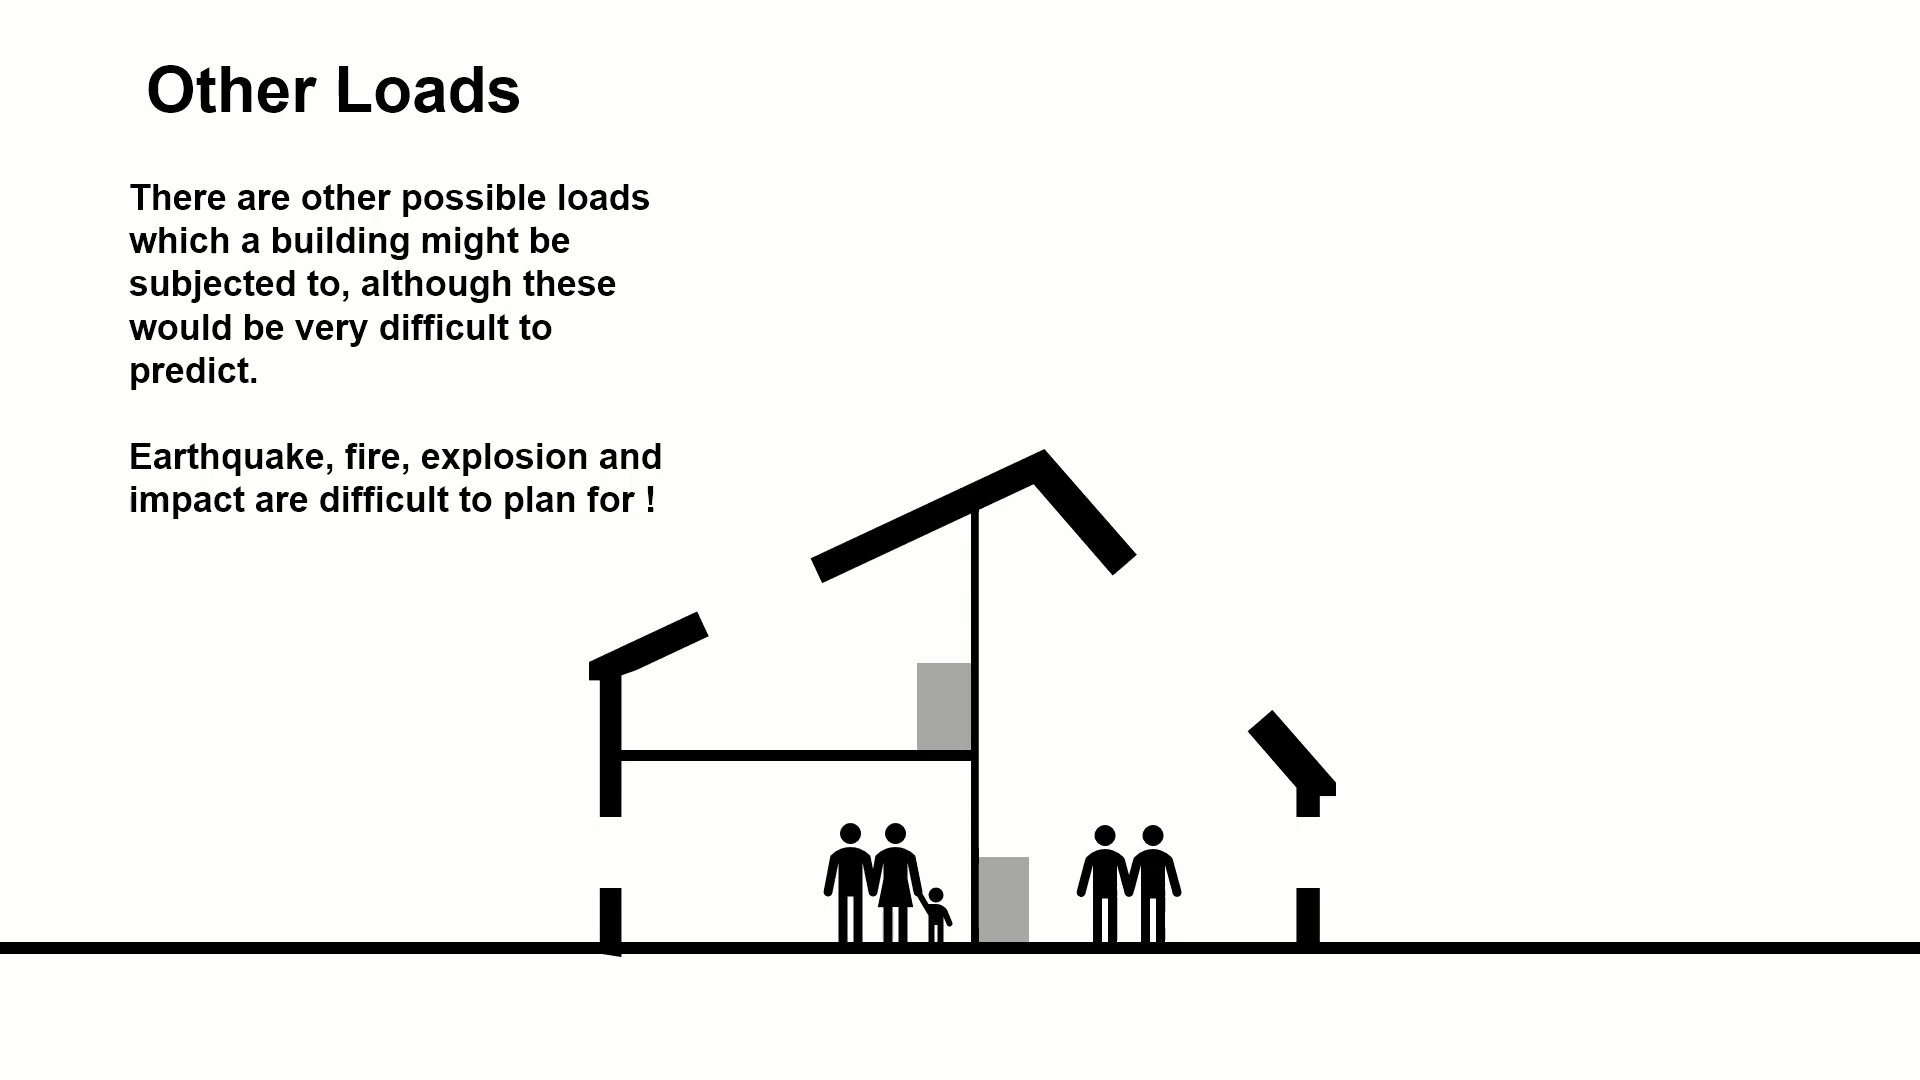 Other Loads
There are other possible loads
which a building might be
subjected to, although these
would be very difficult to
predict.
Earthquake, fire, explosion and
impact are difficult to plan for !